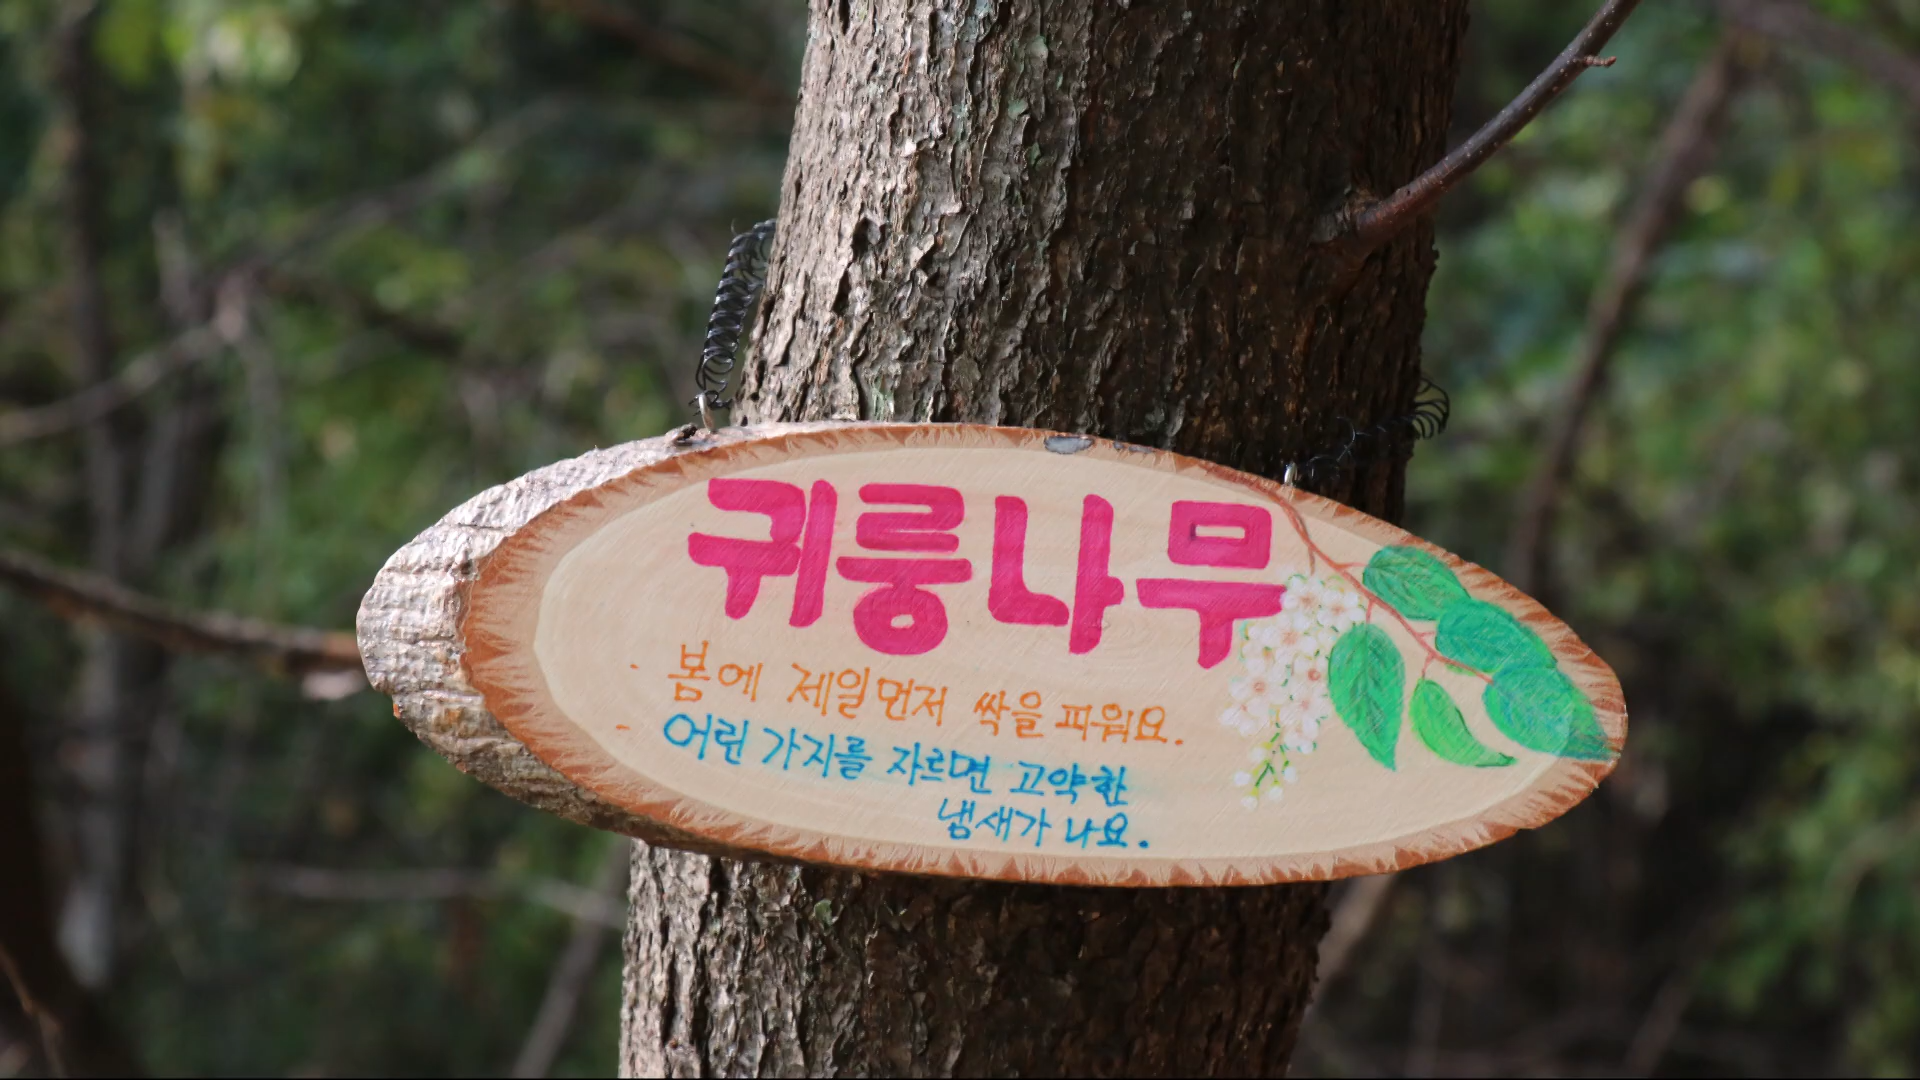 귀룽나무
- 봄에 제일먼저 싹을 피워요.
- 어린 가지를 자르면 고약한
냄새가 나요.